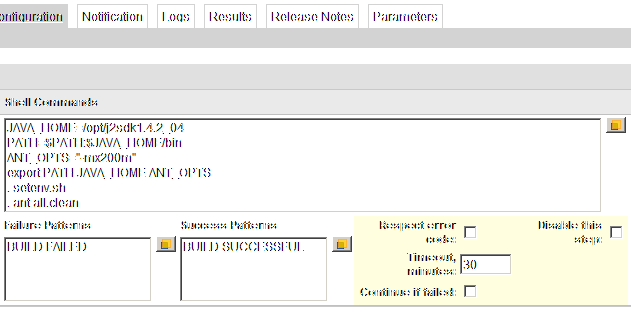 onfiguration Notification Logs Results Release Notes Parameters
Shell Commands
JAVA_HOME=/opt/j2sdk1.4.2_04
PATH=$PATH:$JAVA_HOME/bin
ANT_OPTS="-mx200m"
export PATH JAVA_HOME ANT_OPTS
. setenv.sh
. ant all.clean
Failure Patterns Success Patterns Respect error code: Disable this step:
BUILD FAILED BUILD SUCCESSFUL
Timeout, minutes: 30
Continue if failed: